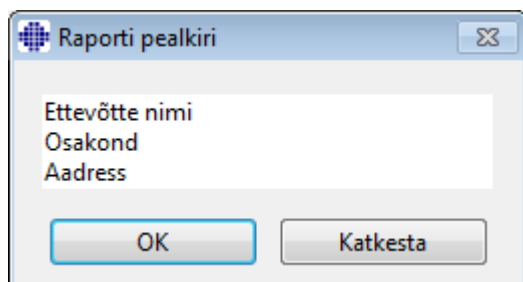 Raporti pealkiri
Ettevõtte nimi
Osakond
Aadress
OK
Katkesta